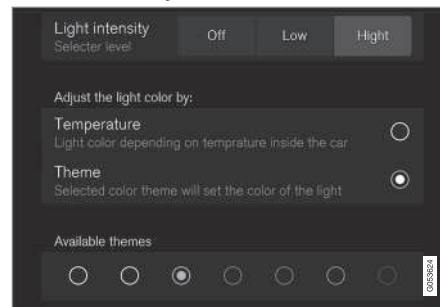 Light intensity
Selecter level
Off
Low
Hight
Adjust the light color by:
Temperature
Light color depending on temprature inside the car
Theme
Selected color theme will set the color of the light
Available themes
G053624